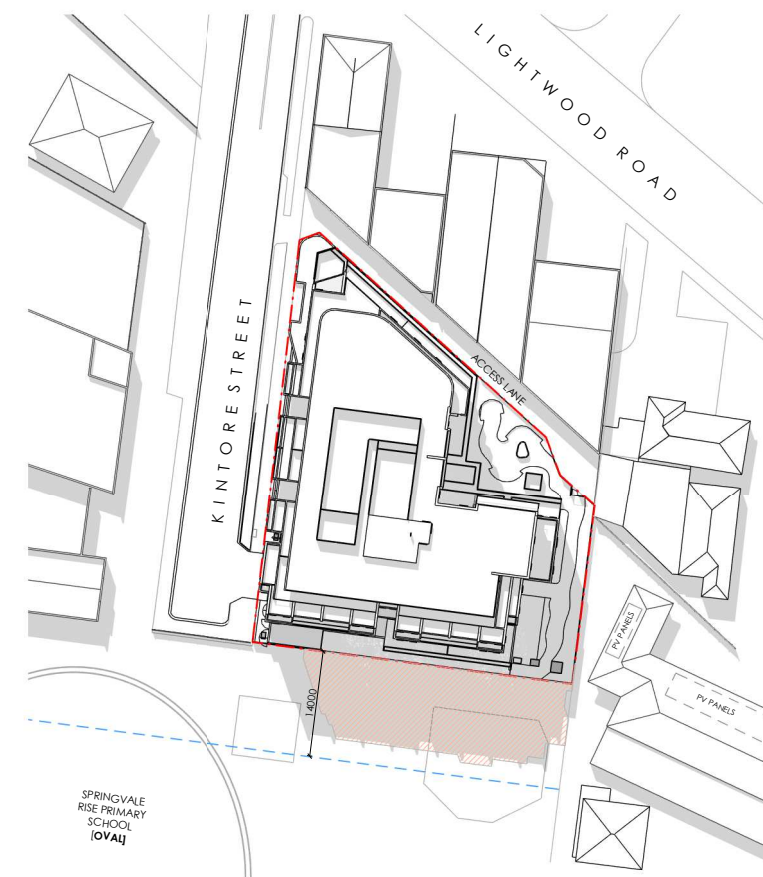 LIGHTWOOD ROAD
KINTORE STREET
ACCESS LANE
PV PANELS
PV PANELS
14000
SPRINGVALE
RISE PRIMARY
SCHOOL
[OVAL]